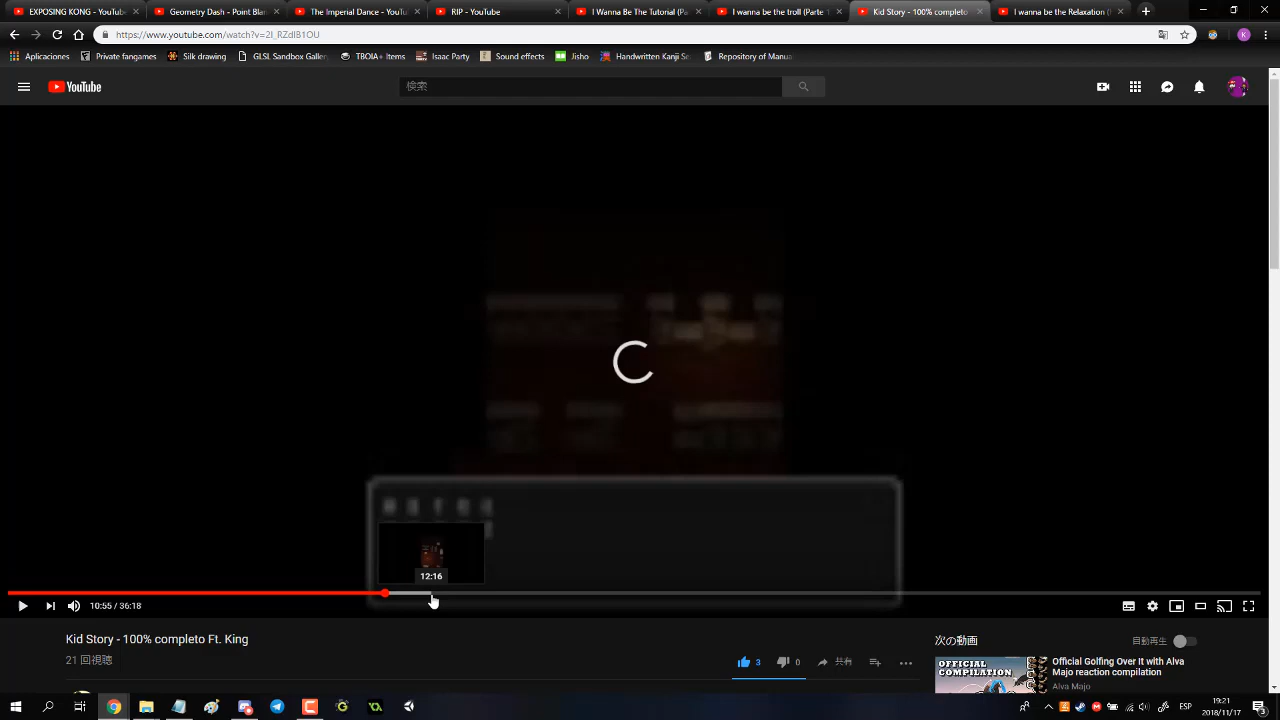 EXPOSING KONG - YouTube
Geometry Dash - Point Blan
The Imperial Dance - YouTu
RIP - YouTube
I Wanna Be The Tutorial (Pa
I wanna be the troll (Parte 1
Kid Story - 100% completo
I wanna be the Relaxation (
https://www.youtube.com/watch?v=2l_RZdIB1OU
Aplicaciones
Private fangames
Silk drawing
GLSL Sandbox Galler
TBOIA+ Items
Isaac Party
Sound effects
Jisho
Handwritten Kanji Se
Repository of Manua
YouTube
検索
12:16
10:55 / 36:18
Kid Story - 100% completo Ft. King
21 回視聴
3
0
共有
次の動画
自動再生
OFFICIAL
COMPILATION
Official Golfing Over It with Alva
Majo reaction compilation
Alva Majo
ESP
19:21
2018/11/17